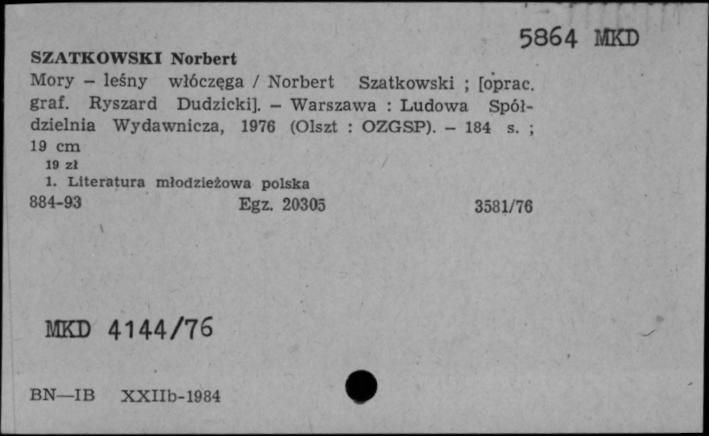 5864 MKD
SZATKOWSKI Norbert
Mory – leśny włóczęga / Norbert Szatkowski ; [oprac.
graf. Ryszard Dudzicki]. – Warszawa : Ludowa Spół-
dzielnia Wydawnicza, 1976 (Olszt : OZGSP). – 184 s. ;
19 cm
19 zł
1. Literatura młodzieżowa polska
884-93 Egz. 20305 3581/76
MKD 4144/76
BN—IB XXIIb-1984